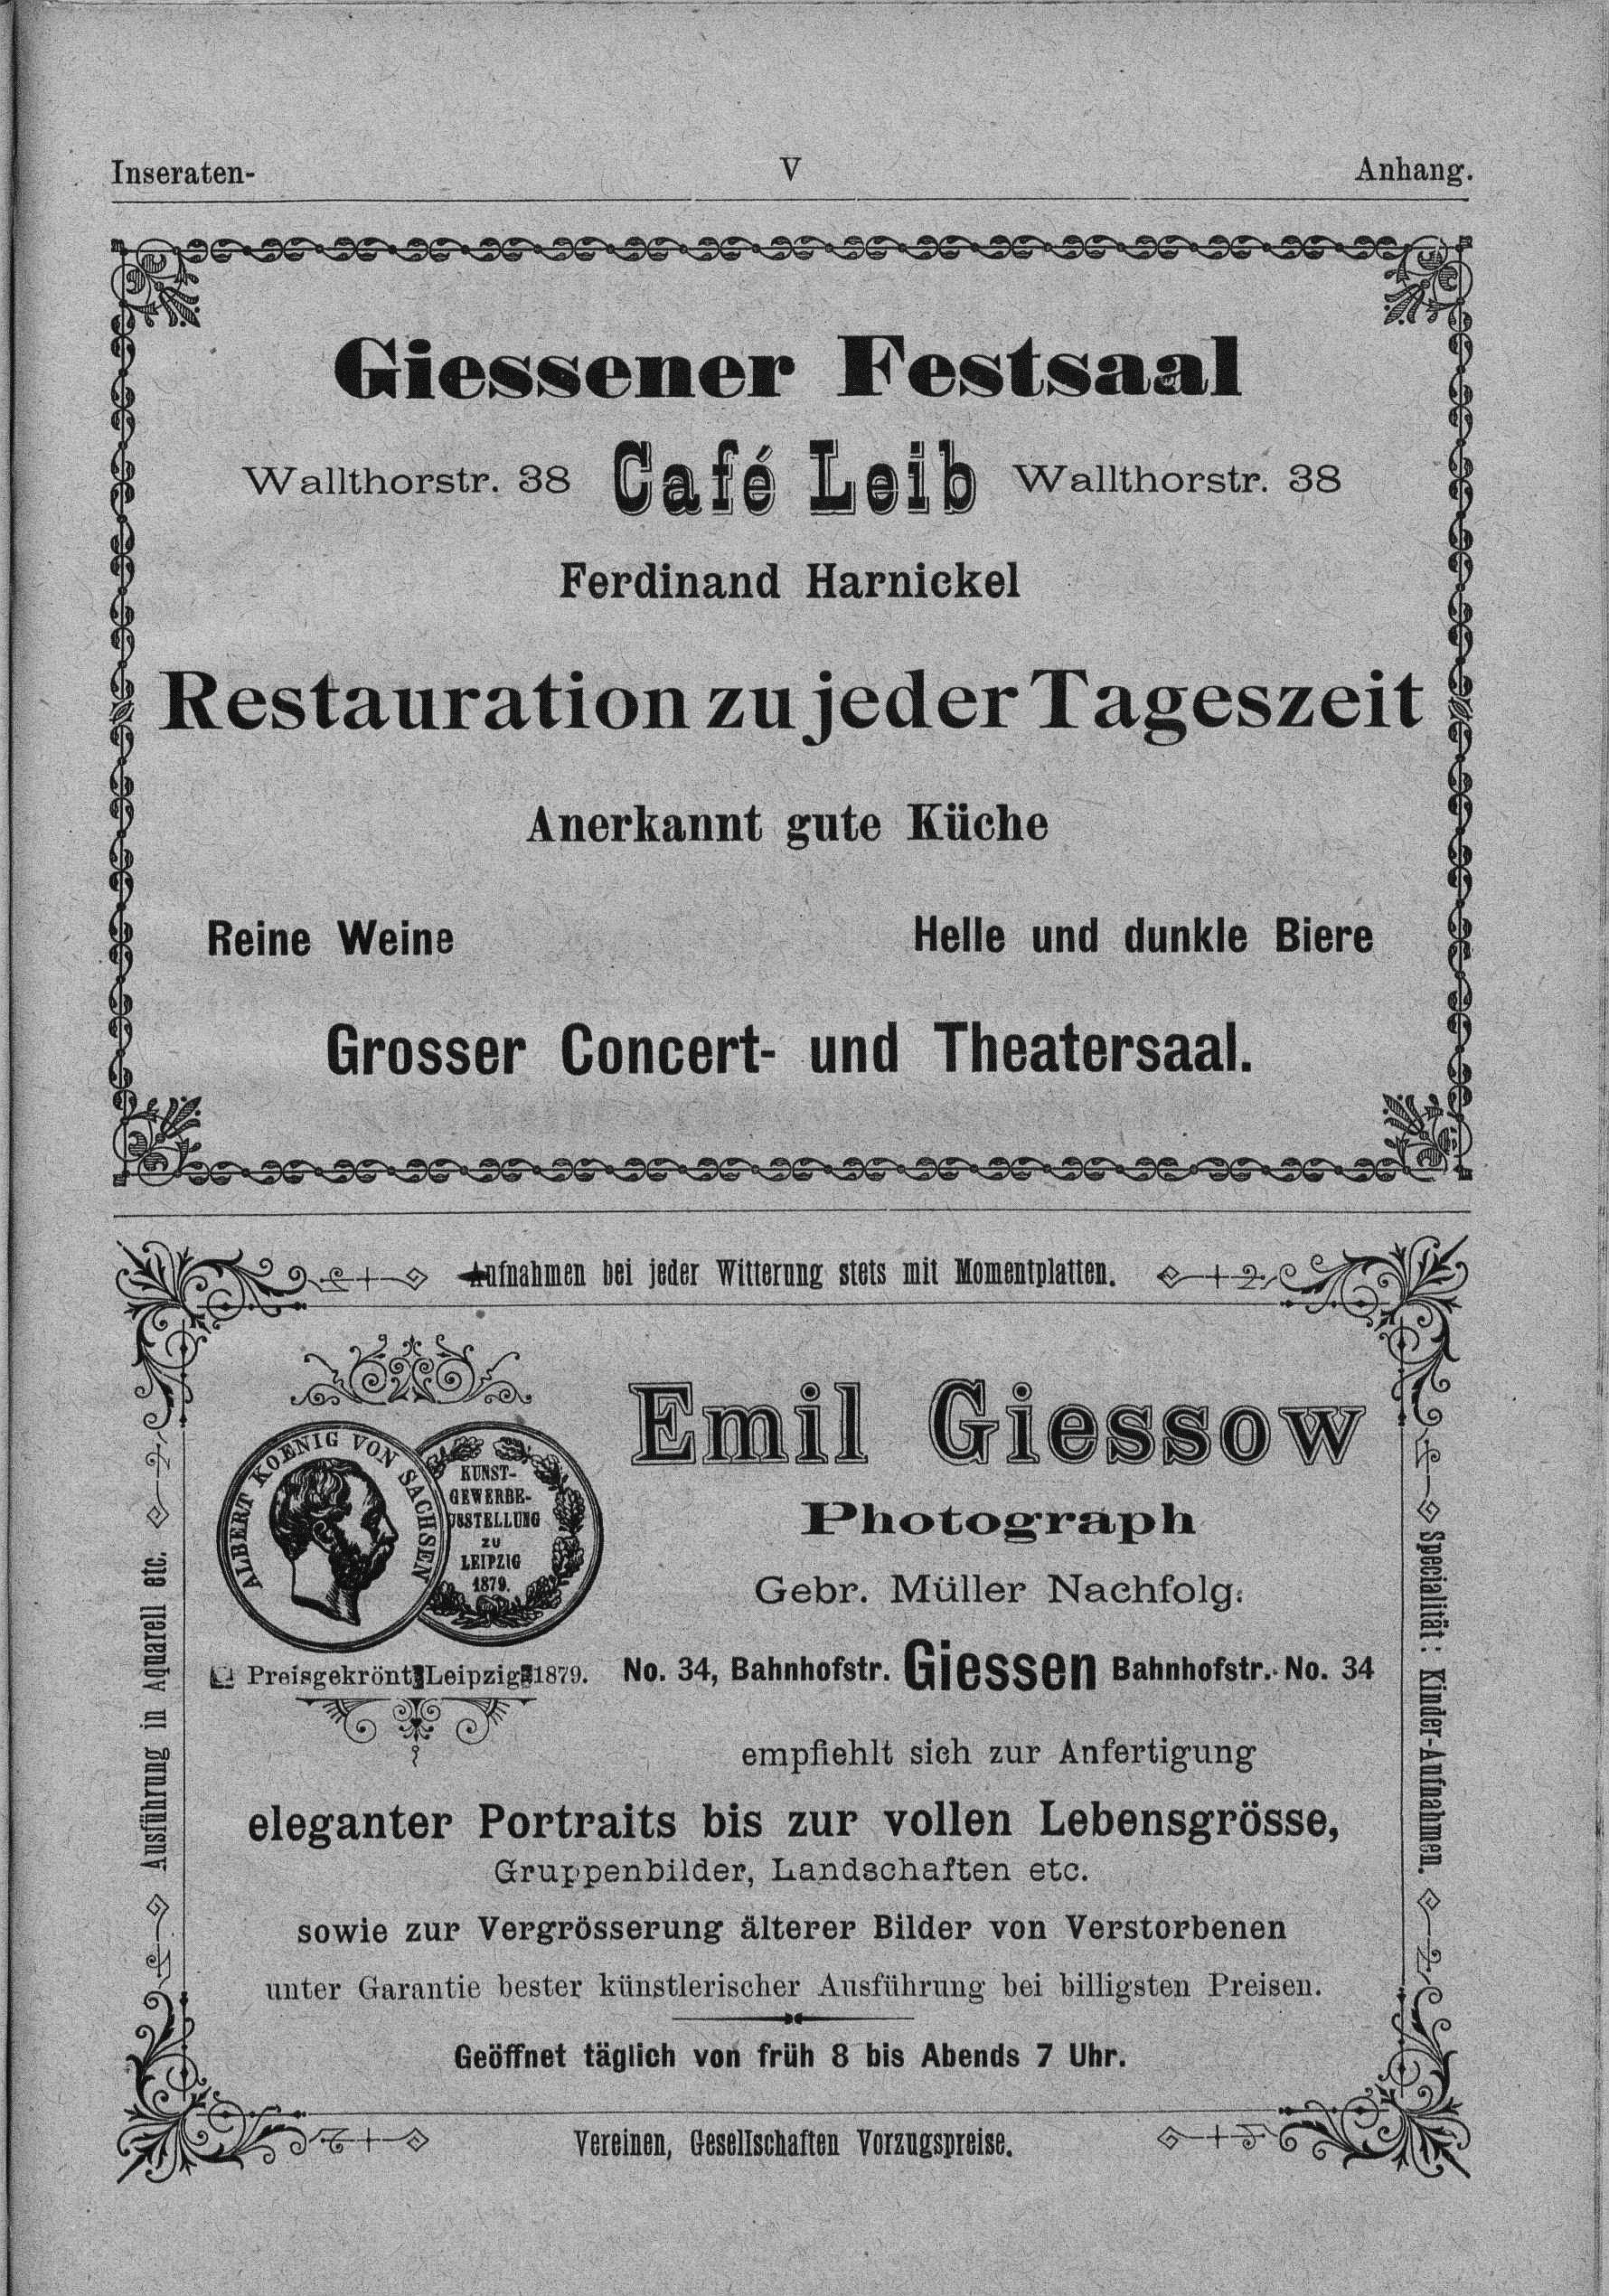 Inseraten- V Anhang.
Giessener Festsaal
Wallthorstr. 38 Café Leib Wallthorstr. 38
Ferdinand Harnickel
Restauration zu jeder Tageszeit
Anerkannt gute Küche
Reine Weine Helle und dunkle Biere
Grosser Concert- und Theatersaal.
Aufnahmen bei jeder Witterung stets mit Momentplatten.
Ausführung in Aquarell etc.
ALBERT KOENIG VON SACHSEN
KUNST-
GEWERBE-
USSTELLUNG
ZU
LEIPZIG
1879.
Preisgekrönt Leipzig 1879.
Emil Giessow
Photograph
Gebr. Müller Nachfolg.
No. 34, Bahnhofstr. Giessen Bahnhofstr. No. 34
empfiehlt sich zur Anfertigung
eleganter Portraits bis zur vollen Lebensgrösse,
Gruppenbilder, Landschaften etc.
sowie zur Vergrösserung älterer Bilder von Verstorbenen
unter Garantie bester künstlerischer Ausführung bei billigsten Preisen.
Geöffnet täglich von früh 8 bis Abends 7 Uhr.
Specialität: Kinder-Aufnahmen.
Vereinen, Gesellschaften Vorzugspreise.